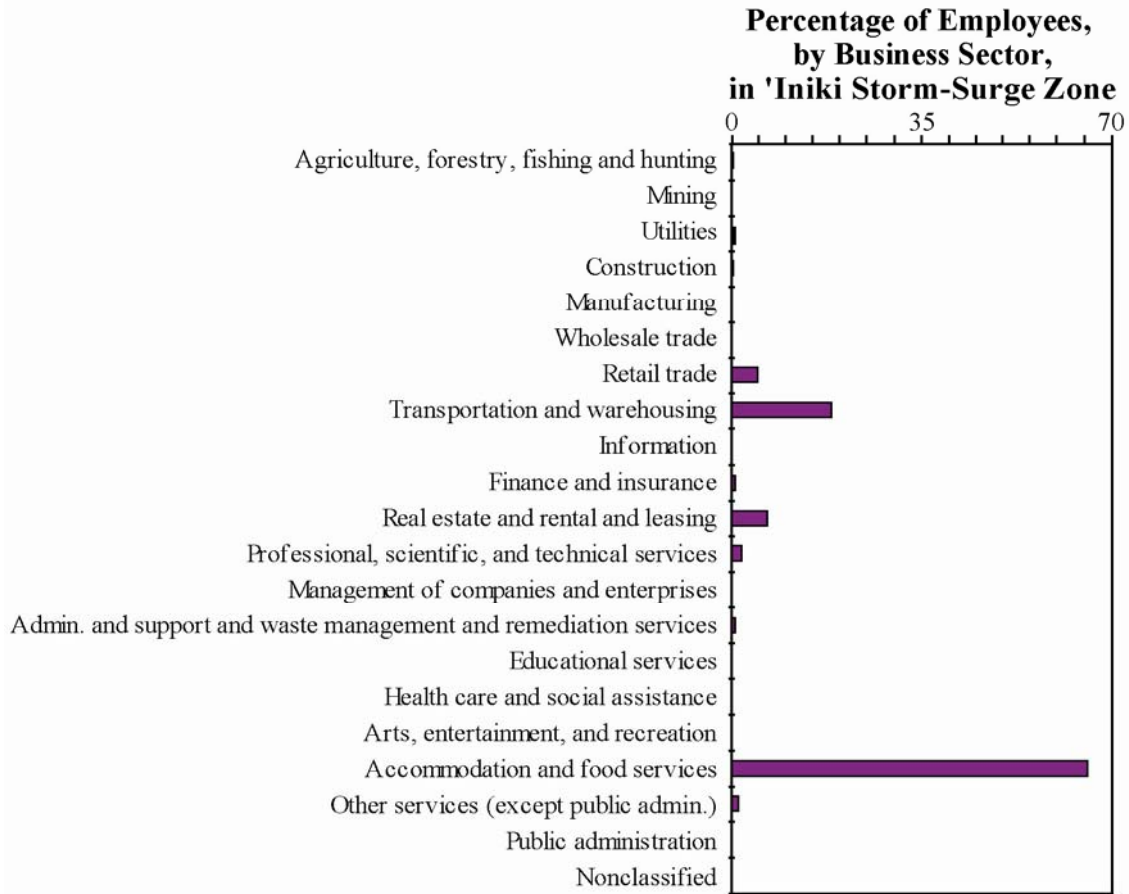 Percentage of Employees,
by Business Sector,
in 'Iniki Storm-Surge Zone
0 35 70
Agriculture, forestry, fishing and hunting
Mining
Utilities
Construction
Manufacturing
Wholesale trade
Retail trade
Transportation and warehousing
Information
Finance and insurance
Real estate and rental and leasing
Professional, scientific, and technical services
Management of companies and enterprises
Admin. and support and waste management and remediation services
Educational services
Health care and social assistance
Arts, entertainment, and recreation
Accommodation and food services
Other services (except public admin.)
Public administration
Nonclassified